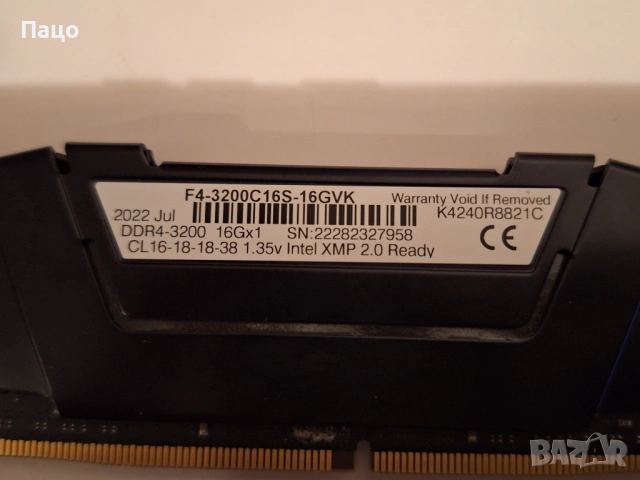 Пацо
F4-3200C16S-16GVK
Warranty Void If Removed
2022 Jul
K4240R8821C
DDR4-3200 16Gx1 SN:22282327958
CE
CL16-18-18-38 1.35v Intel XMP 2.0 Ready
BAZAR